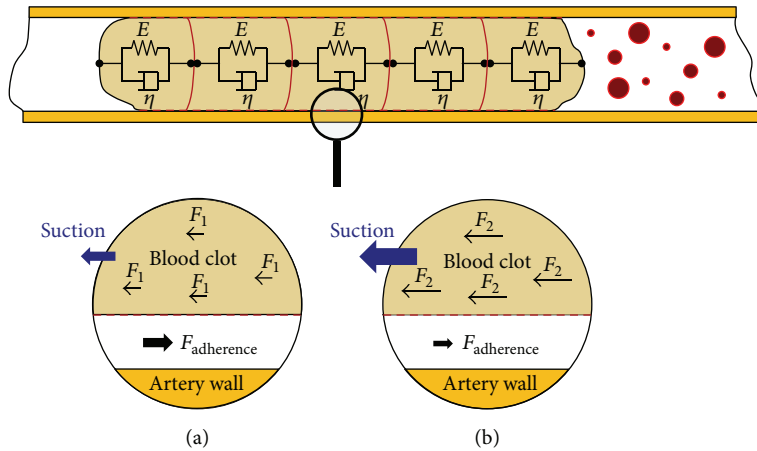 E E E E E
η η η η η
Suction
F1
Blood clot
F1 F1
F1
Fadherence
Artery wall
(a)
Suction
F2
Blood clot
F2 F2
F2
Fadherence
Artery wall
(b)